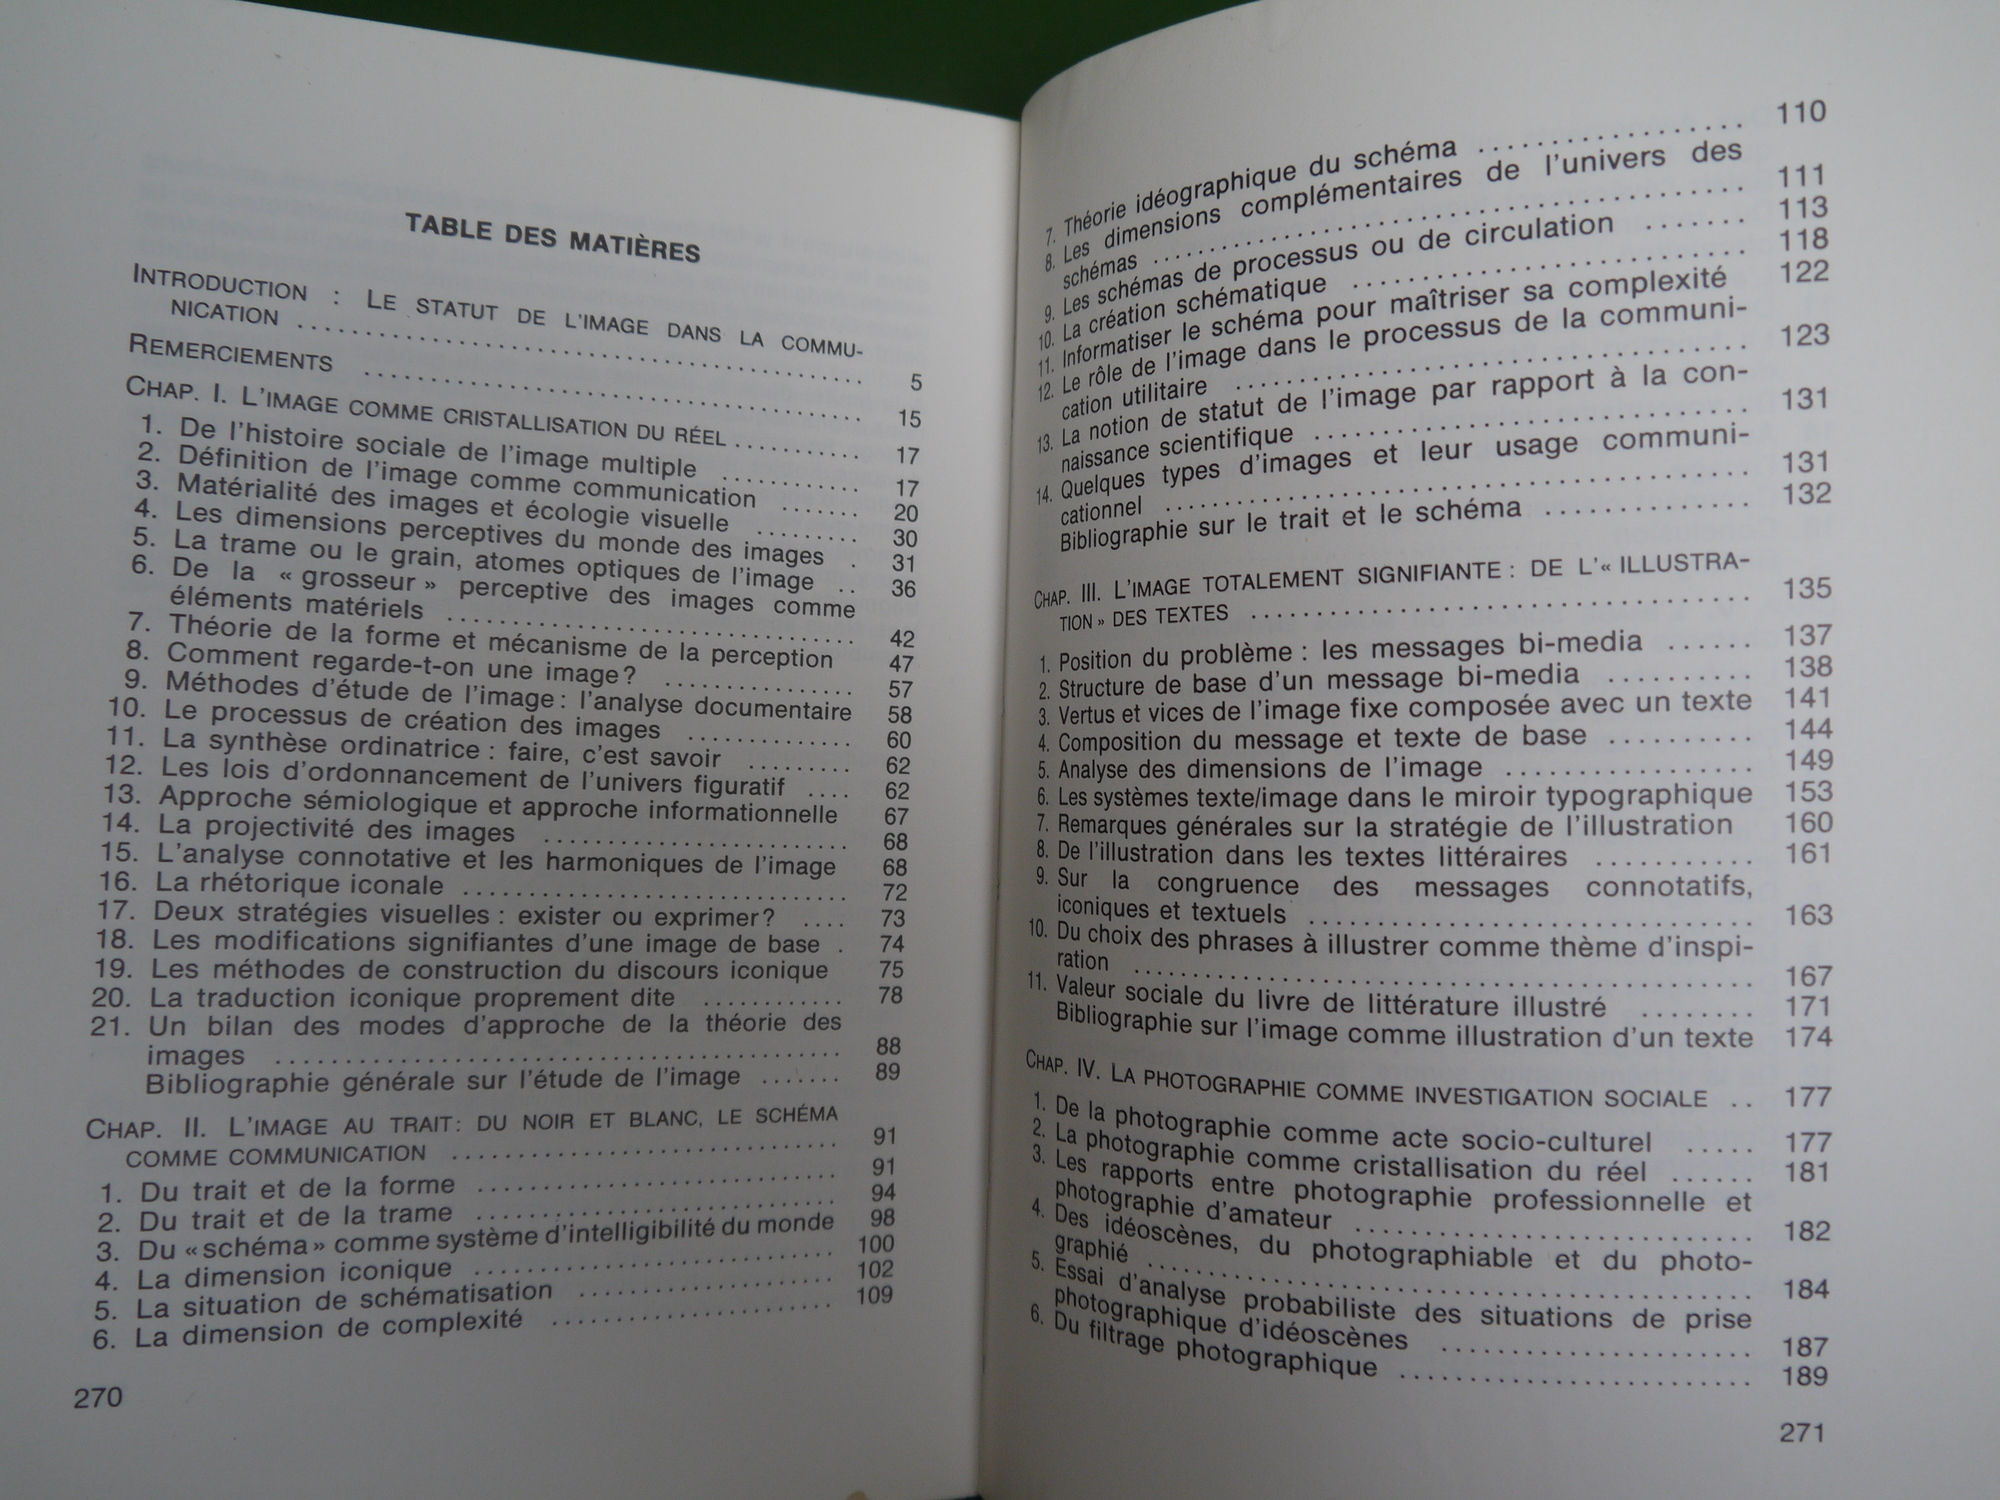 TABLE DES MATIÈRES
INTRODUCTION : LE STATUT DE L'IMAGE DANS LA COMMU-
NICATION ........ 5
REMERCIEMENTS ........ 15
CHAP. I. L'IMAGE COMME CRISTALLISATION DU RÉEL ........ 17
1. De l'histoire sociale de l'image multiple ........ 17
2. Définition de l'image comme communication ....... 20
3. Matérialité des images et écologie visuelle ........ 30
4. Les dimensions perceptives du monde des images . 31
5. La trame ou le grain, atomes optiques de l'image .. 36
6. De la « grosseur » perceptive des images comme
éléments matériels ........ 42
7. Théorie de la forme et mécanisme de la perception 47
8. Comment regarde-t-on une image ? ........ 57
9. Méthodes d'étude de l'image : l'analyse documentaire 58
10. Le processus de création des images ........ 60
11. La synthèse ordinatrice : faire, c'est savoir ........ 62
12. Les lois d'ordonnancement de l'univers figuratif .... 62
13. Approche sémiologique et approche informationnelle 67
14. La projectivité des images ........ 68
15. L'analyse connotative et les harmoniques de l'image 68
16. La rhétorique iconale ........ 72
17. Deux stratégies visuelles : exister ou exprimer ? .... 73
18. Les modifications signifiantes d'une image de base . 74
19. Les méthodes de construction du discours iconique 75
20. La traduction iconique proprement dite ........ 78
21. Un bilan des modes d'approche de la théorie des
images ........ 88
Bibliographie générale sur l'étude de l'image ....... 89
CHAP. II. L'IMAGE AU TRAIT : DU NOIR ET BLANC, LE SCHÉMA
COMME COMMUNICATION ........ 91
1. Du trait et de la forme ........ 91
2. Du trait et de la trame ........ 94
3. Du « schéma » comme système d'intelligibilité du monde 98
4. La dimension iconique ........ 100
5. La situation de schématisation ........ 102
6. La dimension de complexité ........ 109
270
7. Théorie idéographique du schéma ........ 110
8. Les dimensions complémentaires de l'univers des
schémas ........ 111
9. Les schémas de processus ou de circulation ....... 113
10. La création schématique ........ 118
11. Informatiser le schéma pour maîtriser sa complexité 122
12. Le rôle de l'image dans le processus de la communi-
cation utilitaire ........ 123
13. La notion de statut de l'image par rapport à la con-
naissance scientifique ........ 131
14. Quelques types d'images et leur usage communi-
cationnel ........ 131
Bibliographie sur le trait et le schéma ........ 132
CHAP. III. L'IMAGE TOTALEMENT SIGNIFIANTE : DE L'« ILLUSTRA-
TION » DES TEXTES ........ 135
1. Position du problème : les messages bi-media ...... 137
2. Structure de base d'un message bi-media ........ 138
3. Vertus et vices de l'image fixe composée avec un texte 141
4. Composition du message et texte de base ........ 144
5. Analyse des dimensions de l'image ........ 149
6. Les systèmes texte/image dans le miroir typographique 153
7. Remarques générales sur la stratégie de l'illustration 160
8. De l'illustration dans les textes littéraires ........ 161
9. Sur la congruence des messages connotatifs,
iconiques et textuels ........ 163
10. Du choix des phrases à illustrer comme thème d'inspi-
ration ........ 167
11. Valeur sociale du livre de littérature illustré ........ 171
Bibliographie sur l'image comme illustration d'un texte 174
CHAP. IV. LA PHOTOGRAPHIE COMME INVESTIGATION SOCIALE .. 177
1. De la photographie comme acte socio-culturel ..... 177
2. La photographie comme cristallisation du réel ...... 181
3. Les rapports entre photographie professionnelle et
photographie d'amateur ........ 182
4. Des idéoscènes, du photographiable et du photo-
graphié ........ 184
5. Essai d'analyse probabiliste des situations de prise
photographique d'idéoscènes ........ 187
6. Du filtrage photographique ........ 189
271